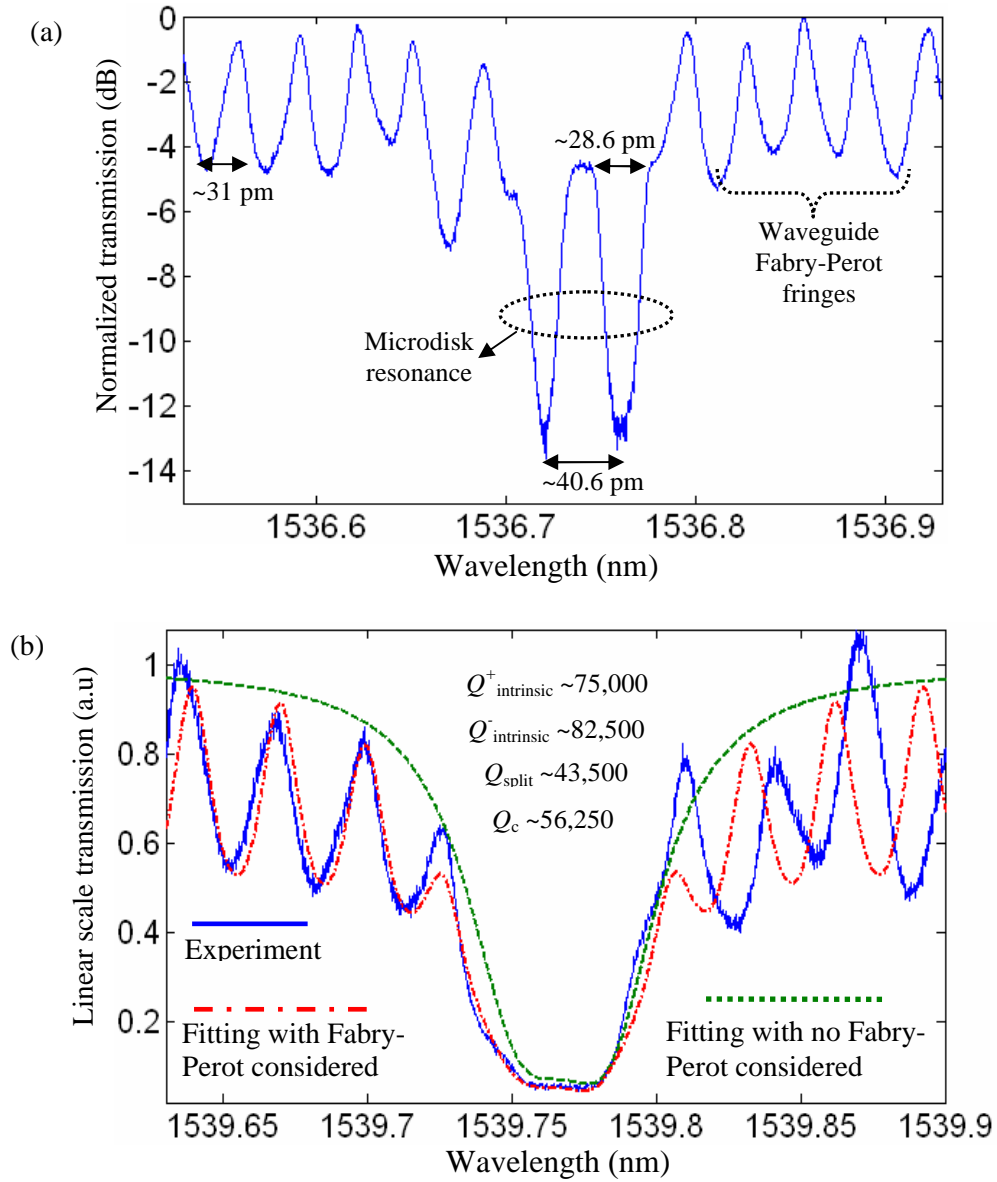 (a)
0
-2
-4
-6
-8
-10
-12
-14
Normalized transmission (dB)
~31 pm
~28.6 pm
Waveguide
Fabry-Perot
fringes
Microdisk
resonance
~40.6 pm
1536.6
1536.7
1536.8
1536.9
Wavelength (nm)
(b)
1
0.8
0.6
0.4
0.2
Linear scale transmission (a.u)
Q+intrinsic ~75,000
Q-intrinsic ~82,500
Qsplit ~43,500
Qc ~56,250
Experiment
Fitting with Fabry-
Perot considered
Fitting with no Fabry-
Perot considered
1539.65
1539.7
1539.75
1539.8
1539.85
1539.9
Wavelength (nm)